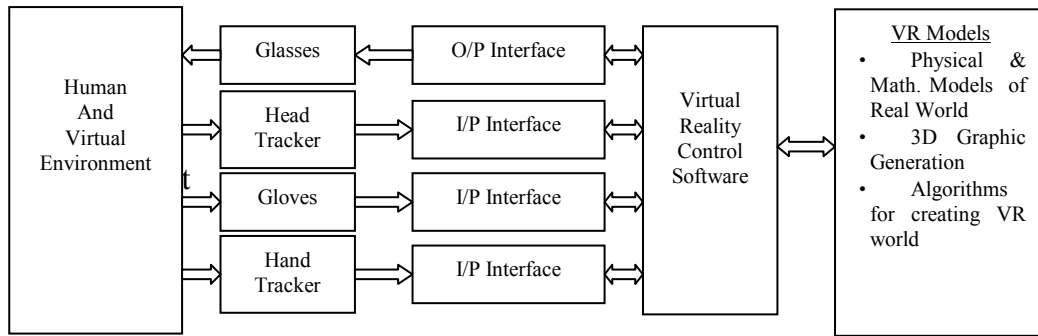 Human
And
Virtual
Environment
t
Glasses
O/P Interface
Head
Tracker
I/P Interface
Gloves
I/P Interface
Hand
Tracker
I/P Interface
Virtual
Reality
Control
Software
VR Models
• Physical &
Math. Models of
Real World
• 3D Graphic
Generation
• Algorithms
for creating VR
world